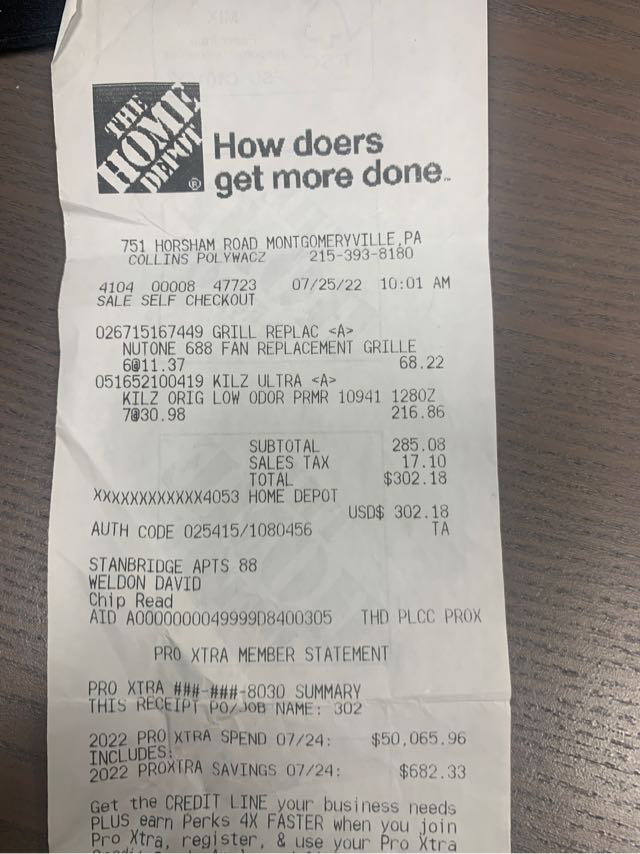 THE
HOME
DEPOT
®
How doers
get more done.™
751 HORSHAM ROAD MONTGOMERYVILLE,PA
COLLINS POLYWACZ 215-393-8180
4104 00008 47723 07/25/22 10:01 AM
SALE SELF CHECKOUT
026715167449 GRILL REPLAC <A>
NUTONE 688 FAN REPLACEMENT GRILLE
6@11.37 68.22
051652100419 KILZ ULTRA <A>
KILZ ORIG LOW ODOR PRMR 10941 128OZ
7@30.98 216.86
SUBTOTAL 285.08
SALES TAX 17.10
TOTAL $302.18
XXXXXXXXXXXX4053 HOME DEPOT
USD$ 302.18
AUTH CODE 025415/1080456 TA
STANBRIDGE APTS 88
WELDON DAVID
Chip Read
AID A0000000049999D8400305 THD PLCC PROX
PRO XTRA MEMBER STATEMENT
PRO XTRA ###-###-8030 SUMMARY
THIS RECEIPT PO/JOB NAME: 302
2022 PRO XTRA SPEND 07/24: $50,065.96
INCLUDES:
2022 PROXTRA SAVINGS 07/24: $682.33
Get the CREDIT LINE your business needs
PLUS earn Perks 4X FASTER when you join
Pro Xtra, register, & use your Pro Xtra